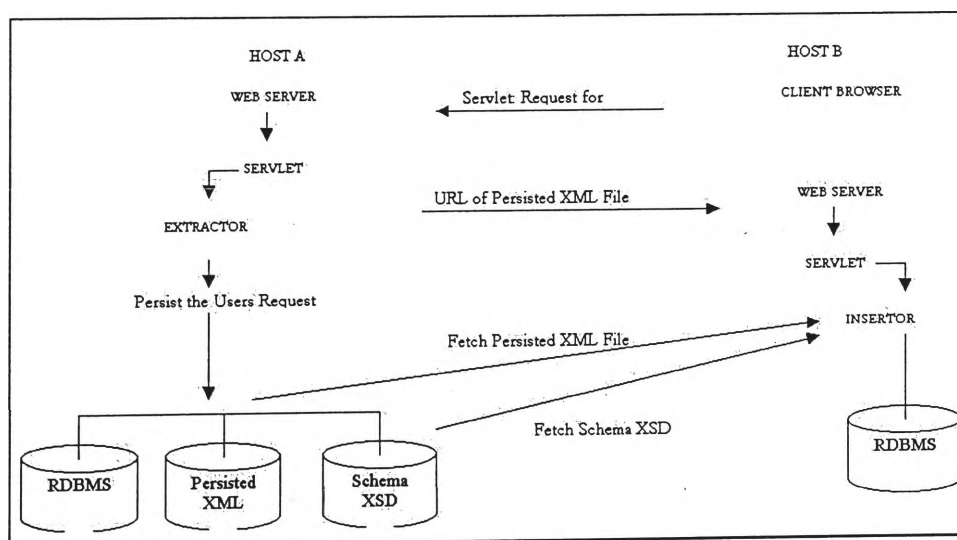 HOST A
HOST B
WEB SERVER
Servlet: Request for
CLIENT BROWSER
SERVLET
URL of Persisted XML File
WEB SERVER
EXTRACTOR
SERVLET
Persist the Users Request
INSERTOR
Fetch Persisted XML File
Fetch Schema XSD
RDBMS
Persisted
XML
Schema
XSD
RDBMS